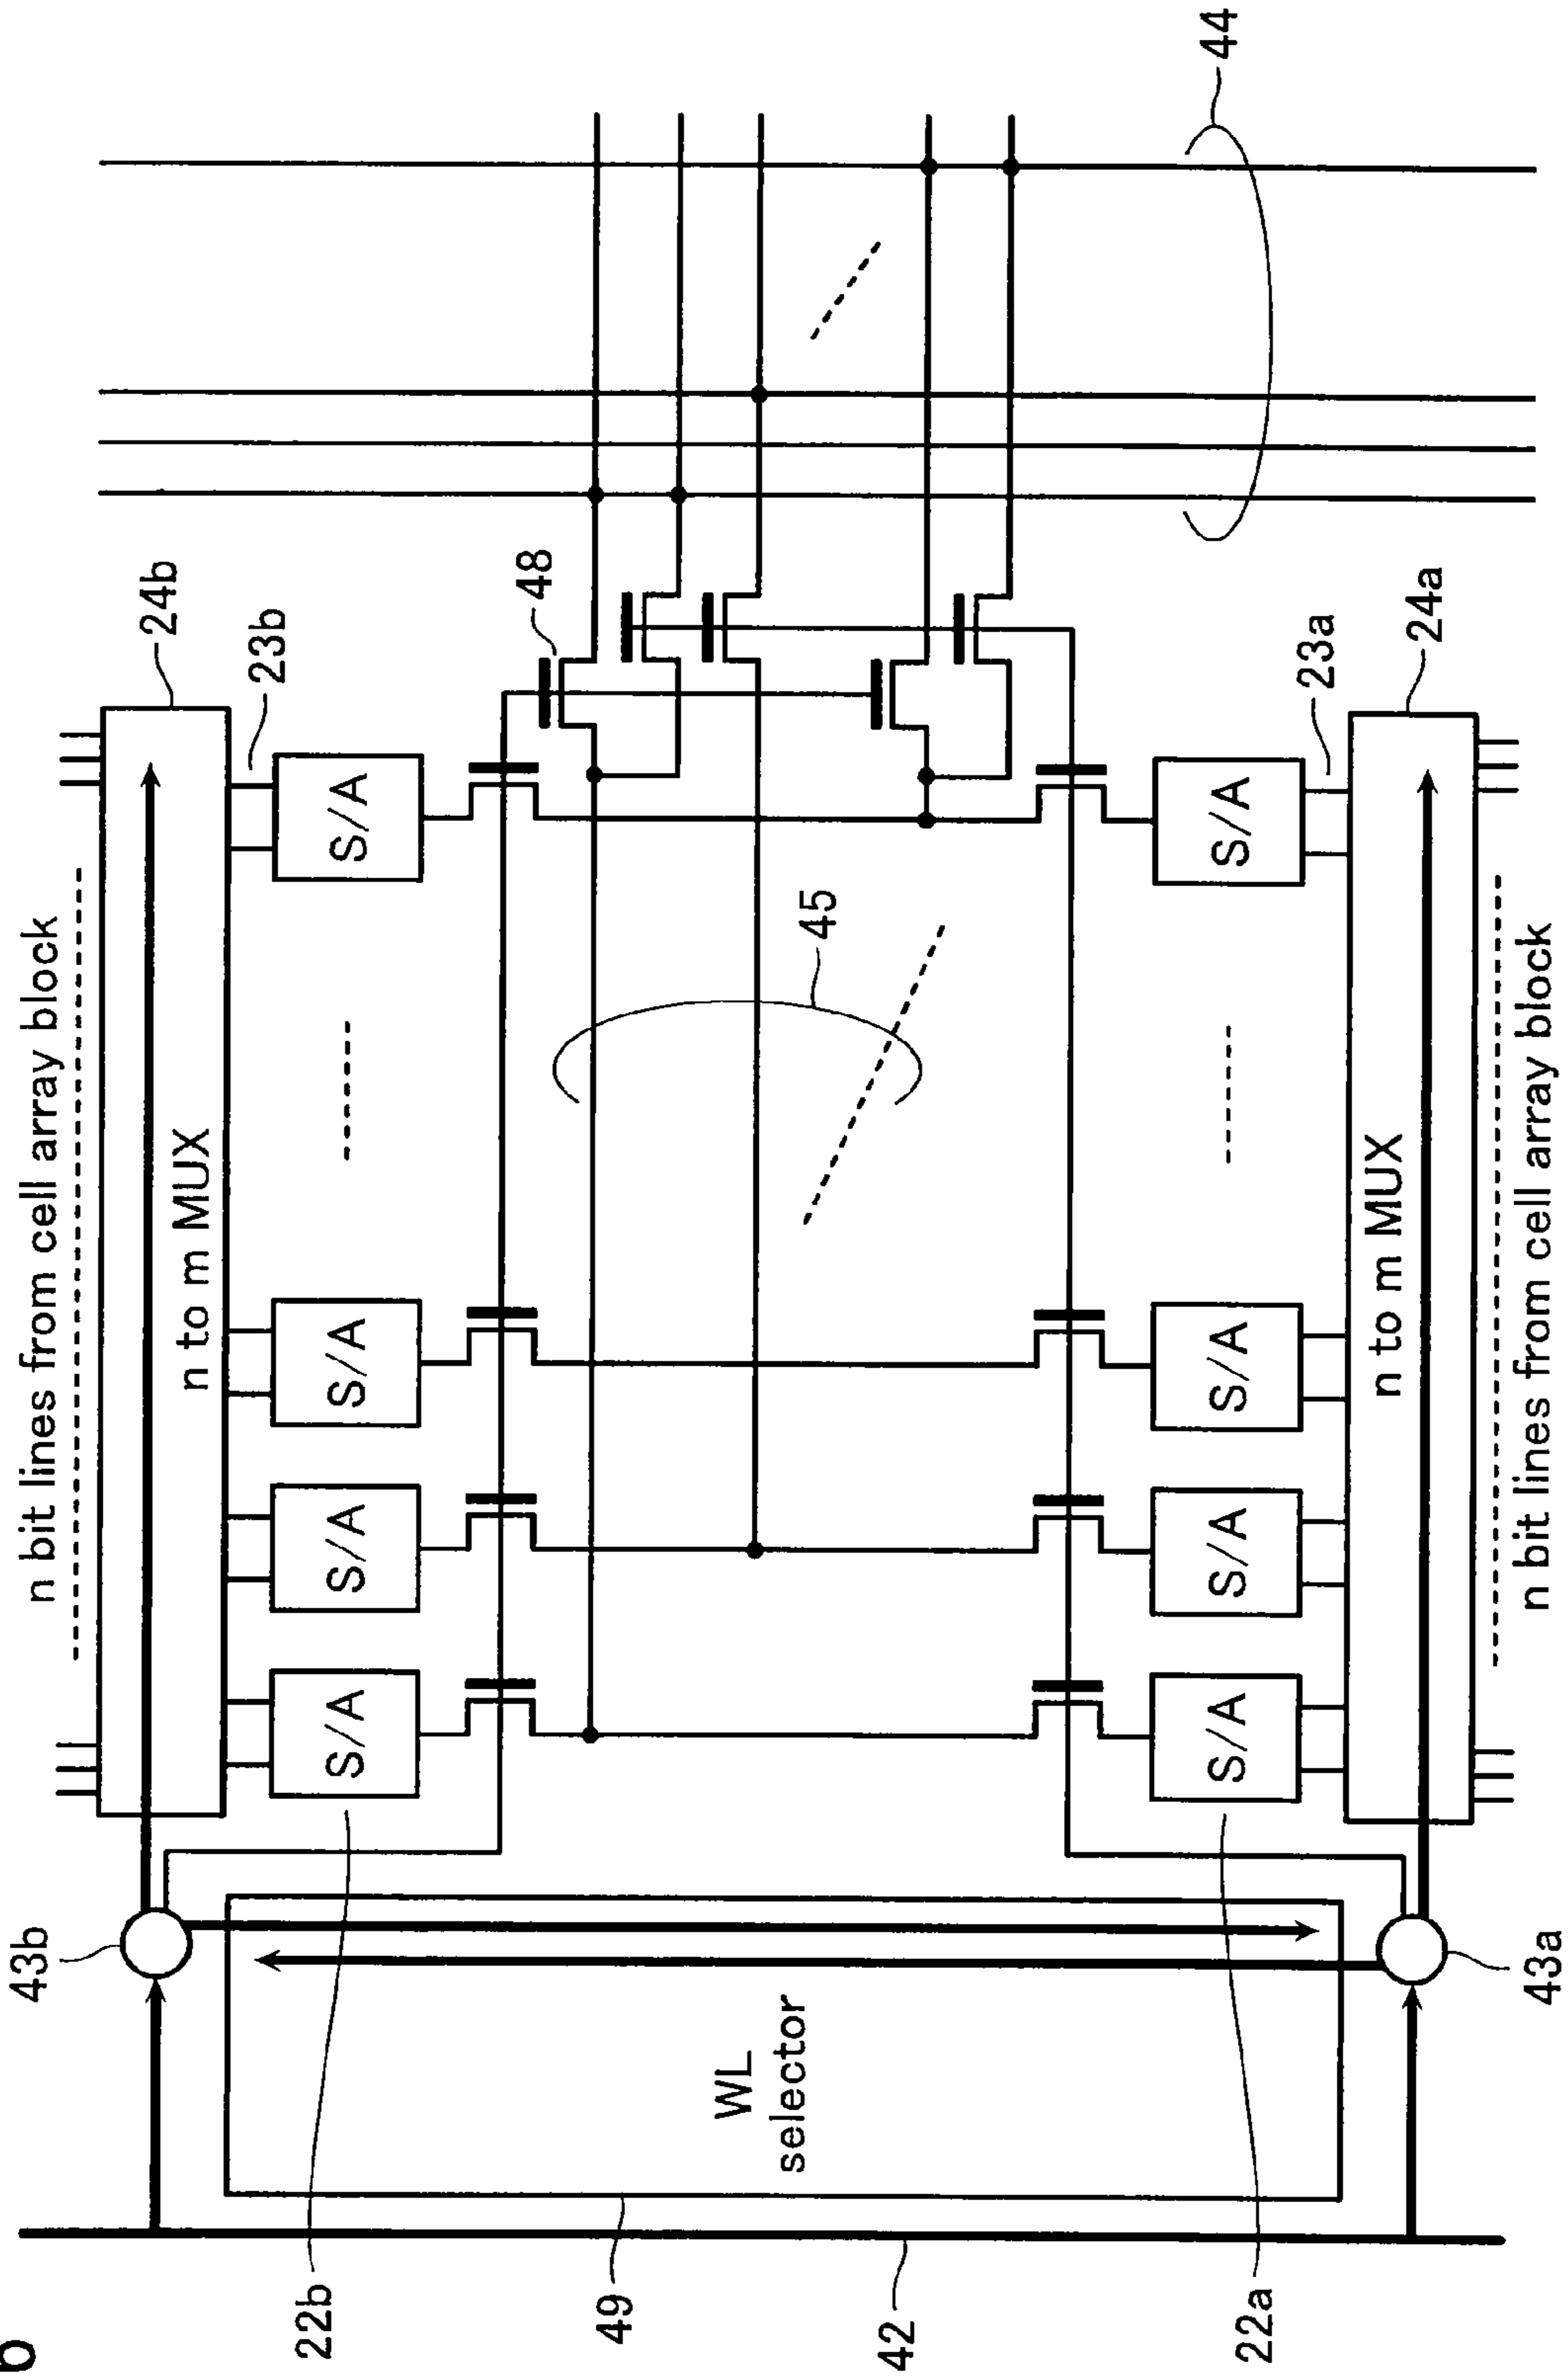 43b
n bit lines from cell array block
24b
n to m MUX
23b
22b
S/A
S/A
S/A
S/A
48
49
WL
selector
45
42
44
22a
S/A
S/A
S/A
S/A
23a
24a
n to m MUX
n bit lines from cell array block
43a